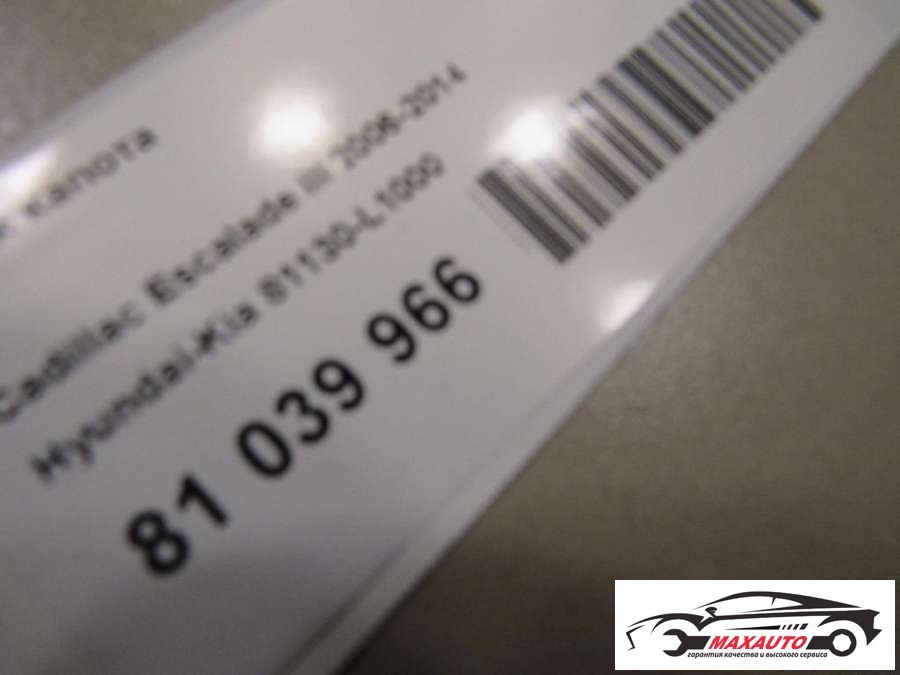 капота
Cadillac Escalade III 2006-2014
Hyundai-Kia 81130-L1000
81 039 966
MAXAUTO
гарантия качества и высокого сервиса